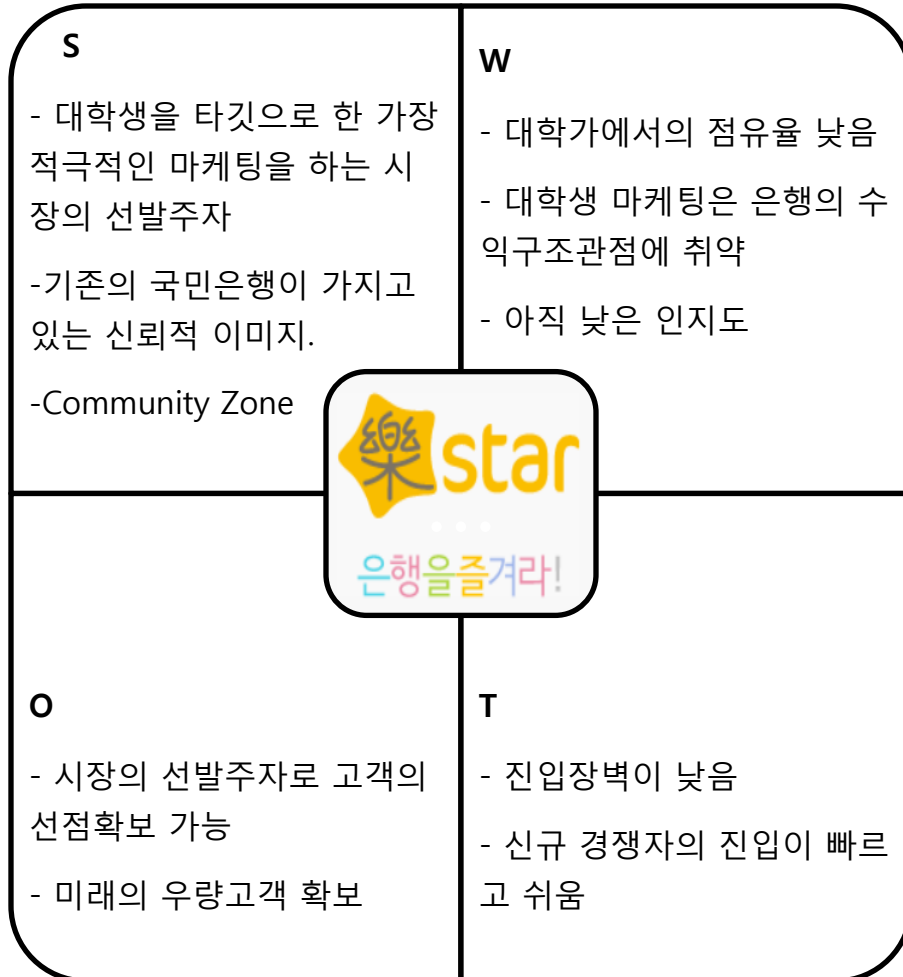 S
- 대학생을 타깃으로 한 가장
적극적인 마케팅을 하는 시
장의 선발주자
-기존의 국민은행이 가지고
있는 신뢰적 이미지.
-Community Zone
W
- 대학가에서의 점유율 낮음
- 대학생 마케팅은 은행의 수
익구조관점에 취약
- 아직 낮은 인지도
樂star
은행을즐겨라!
O
- 시장의 선발주자로 고객의
선점확보 가능
- 미래의 우량고객 확보
T
- 진입장벽이 낮음
- 신규 경쟁자의 진입이 빠르
고 쉬움